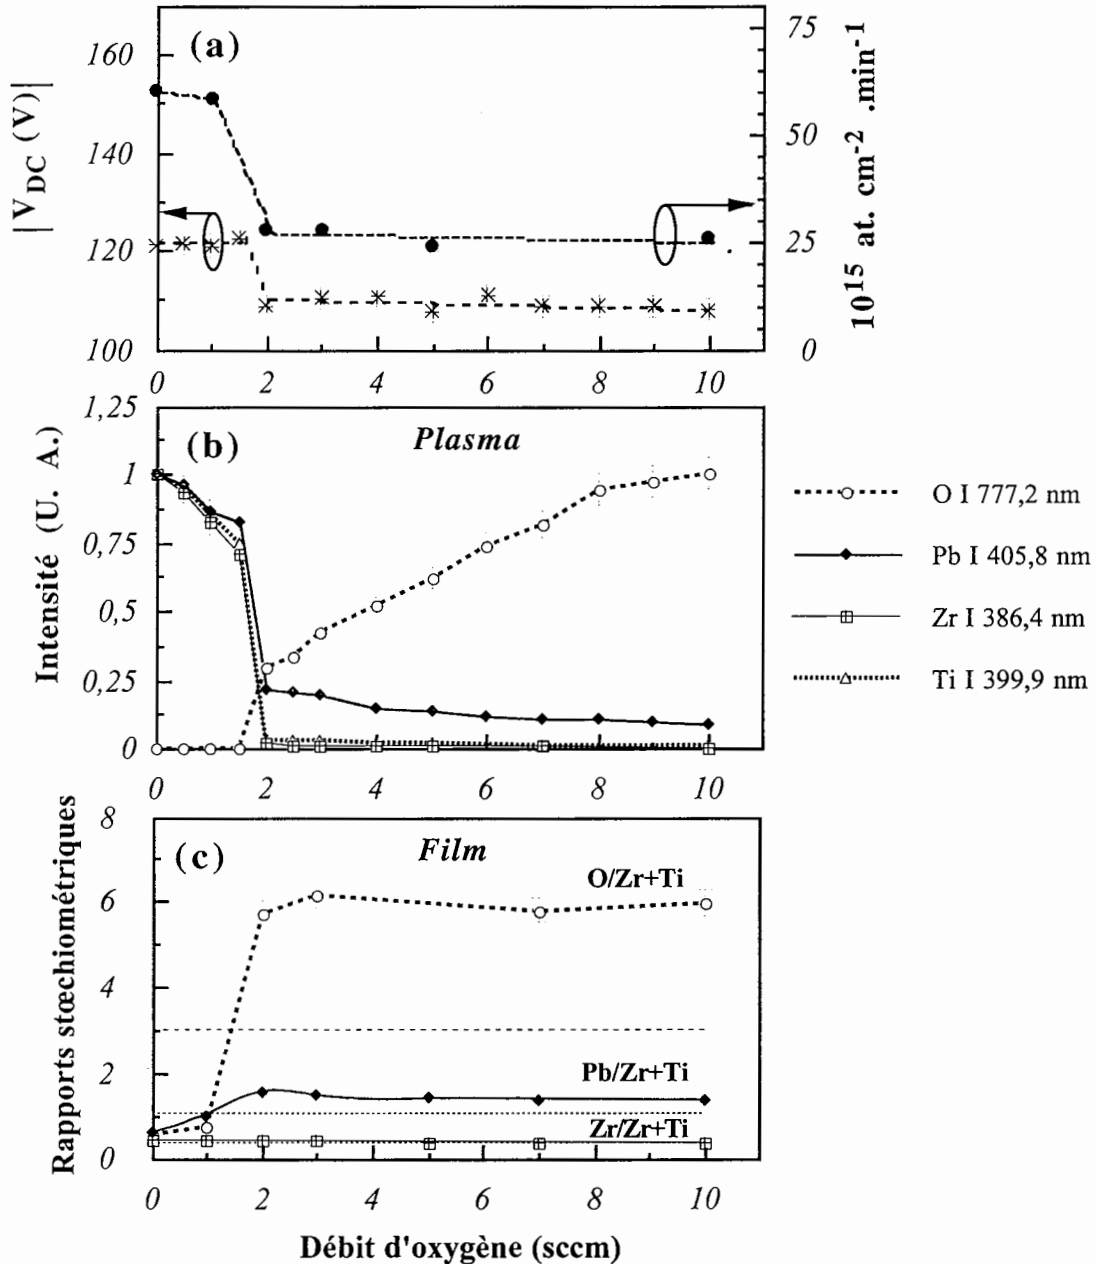 (a)
160
140
120
100
|V_DC (V)|
75
50
25
0
10^15 at. cm^-2 .min^-1
0 2 4 6 8 10
(b)
Plasma
1,25
1
0,75
0,5
0,25
0
Intensité (U. A.)
0 2 4 6 8 10
O I 777,2 nm
Pb I 405,8 nm
Zr I 386,4 nm
Ti I 399,9 nm
(c)
Film
8
6
4
2
0
Rapports stœchiométriques
O/Zr+Ti
Pb/Zr+Ti
Zr/Zr+Ti
0 2 4 6 8 10
Débit d'oxygène (sccm)